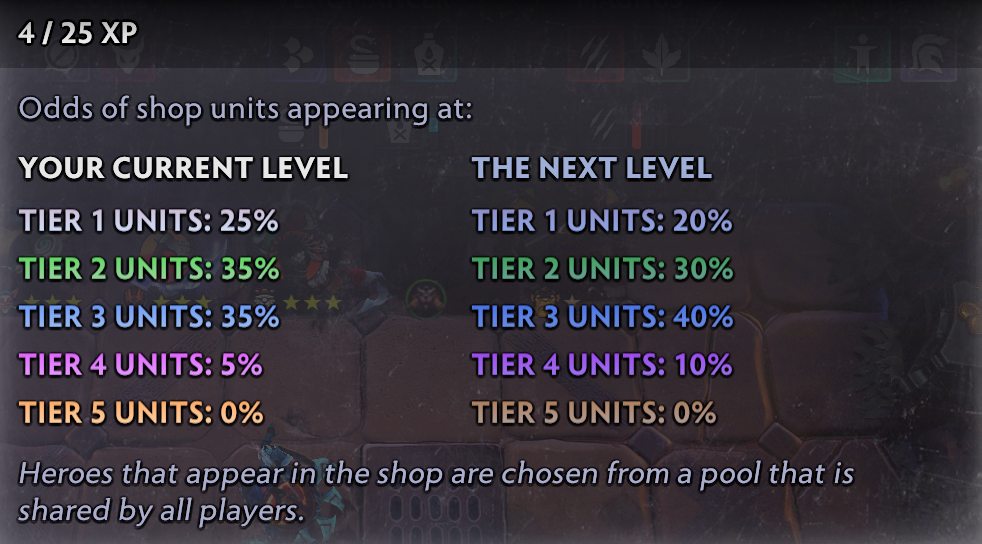 4 / 25 XP
Odds of shop units appearing at:
YOUR CURRENT LEVEL
THE NEXT LEVEL
TIER 1 UNITS: 25%
TIER 1 UNITS: 20%
TIER 2 UNITS: 35%
TIER 2 UNITS: 30%
TIER 3 UNITS: 35%
TIER 3 UNITS: 40%
TIER 4 UNITS: 5%
TIER 4 UNITS: 10%
TIER 5 UNITS: 0%
TIER 5 UNITS: 0%
Heroes that appear in the shop are chosen from a pool that is
shared by all players.